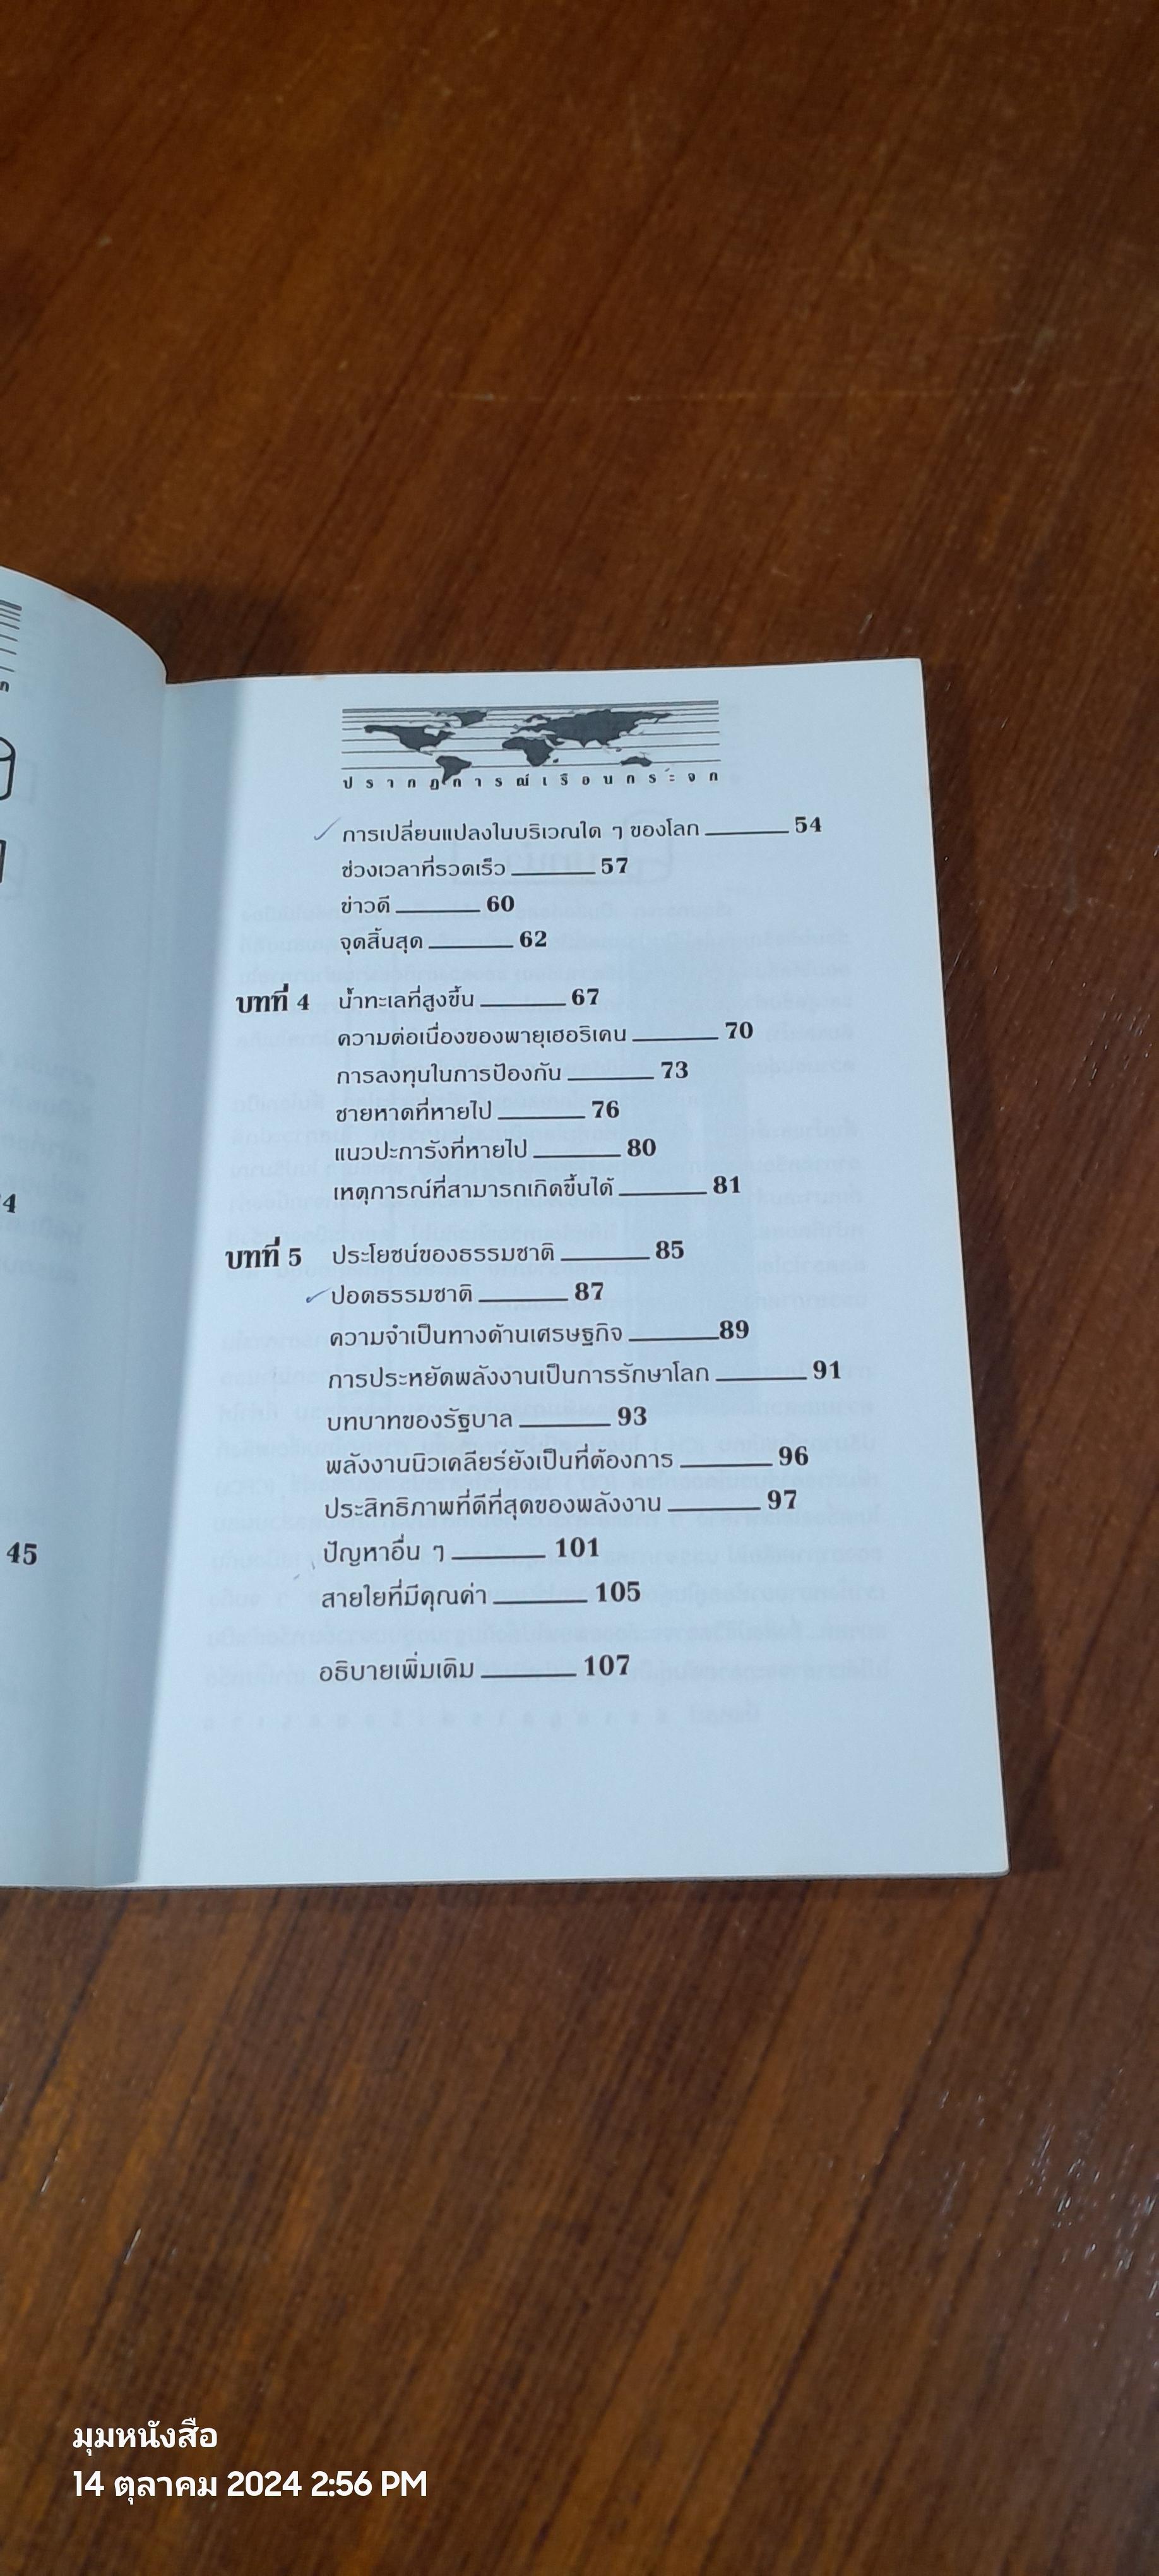 ก
4
45
ปรากฏการณ์เรือนกระจก
การเปลี่ยนแปลงในบริเวณใด ๆ ของโลก 54
ช่วงเวลาที่รวดเร็ว 57
ข่าวดี 60
จุดสิ้นสุด 62
บทที่ 4 น้ำทะเลที่สูงขึ้น 67
ความต่อเนื่องของพายุเฮอริเคน 70
การลงทุนในการป้องกัน 73
ชายหาดที่หายไป 76
แนวปะการังที่หายไป 80
เหตุการณ์ที่สามารถเกิดขึ้นได้ 81
บทที่ 5 ประโยชน์ของธรรมชาติ 85
ปอดธรรมชาติ 87
ความจำเป็นทางด้านเศรษฐกิจ 89
การประหยัดพลังงานเป็นการรักษาโลก 91
บทบาทของรัฐบาล 93
พลังงานนิวเคลียร์ยังเป็นที่ต้องการ 96
ประสิทธิภาพที่ดีที่สุดของพลังงาน 97
ปัญหาอื่น ๆ 101
สายใยที่มีคุณค่า 105
อธิบายเพิ่มเติม 107
มุมหนังสือ
14 ตุลาคม 2024 2:56 PM